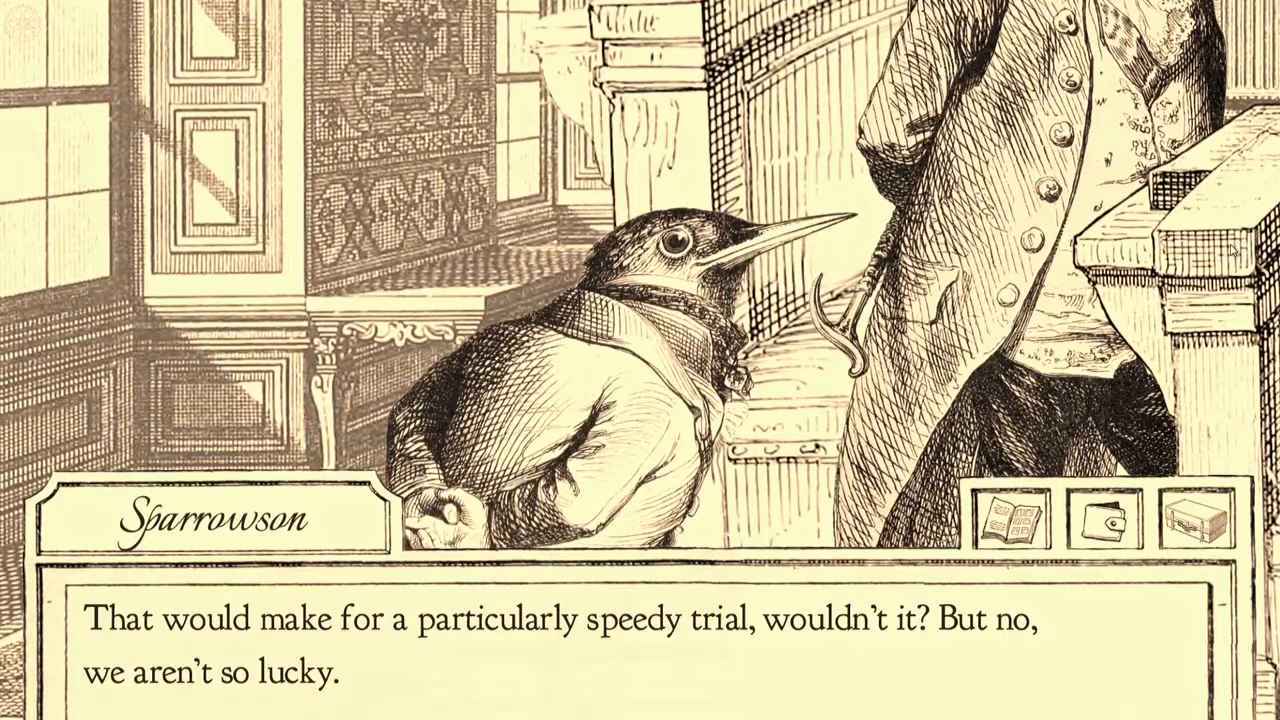 Sparrowson
That would make for a particularly speedy trial, wouldn't it? But no,
we aren't so lucky.